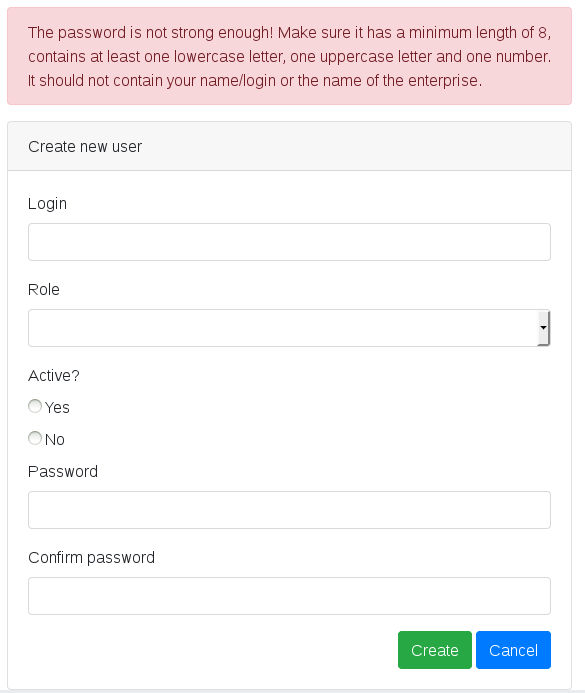 The password is not strong enough! Make sure it has a minimum length of 8,
contains at least one lowercase letter, one uppercase letter and one number.
It should not contain your name/login or the name of the enterprise.
Create new user
Login
Role
Active?
Yes
No
Password
Confirm password
Create Cancel